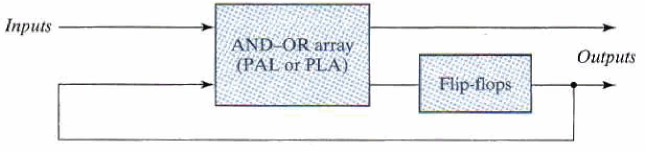 Inputs
AND–OR array
(PAL or PLA)
Flip-flops
Outputs